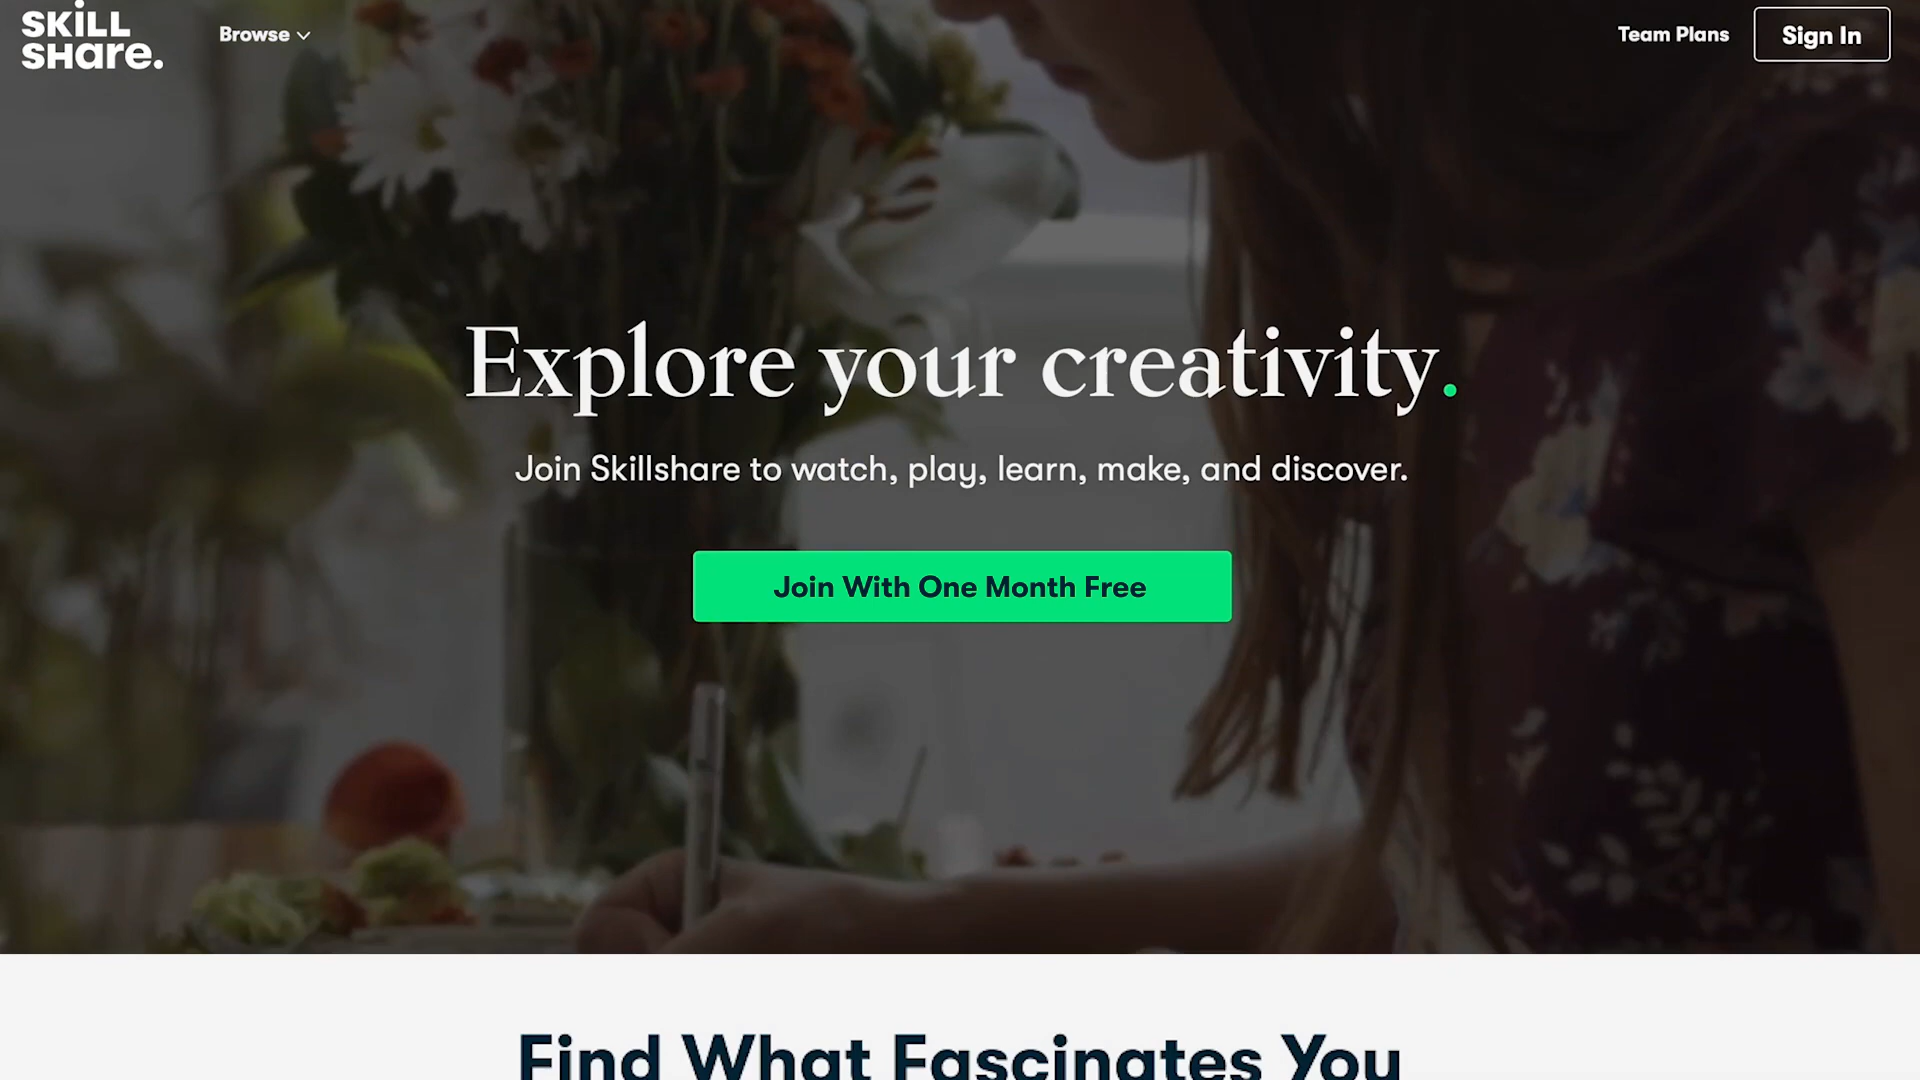 SKILL
SHare.
Browse
Team Plans
Sign In
Explore your creativity.
Join Skillshare to watch, play, learn, make, and discover.
Join With One Month Free
Find What Fascinates You